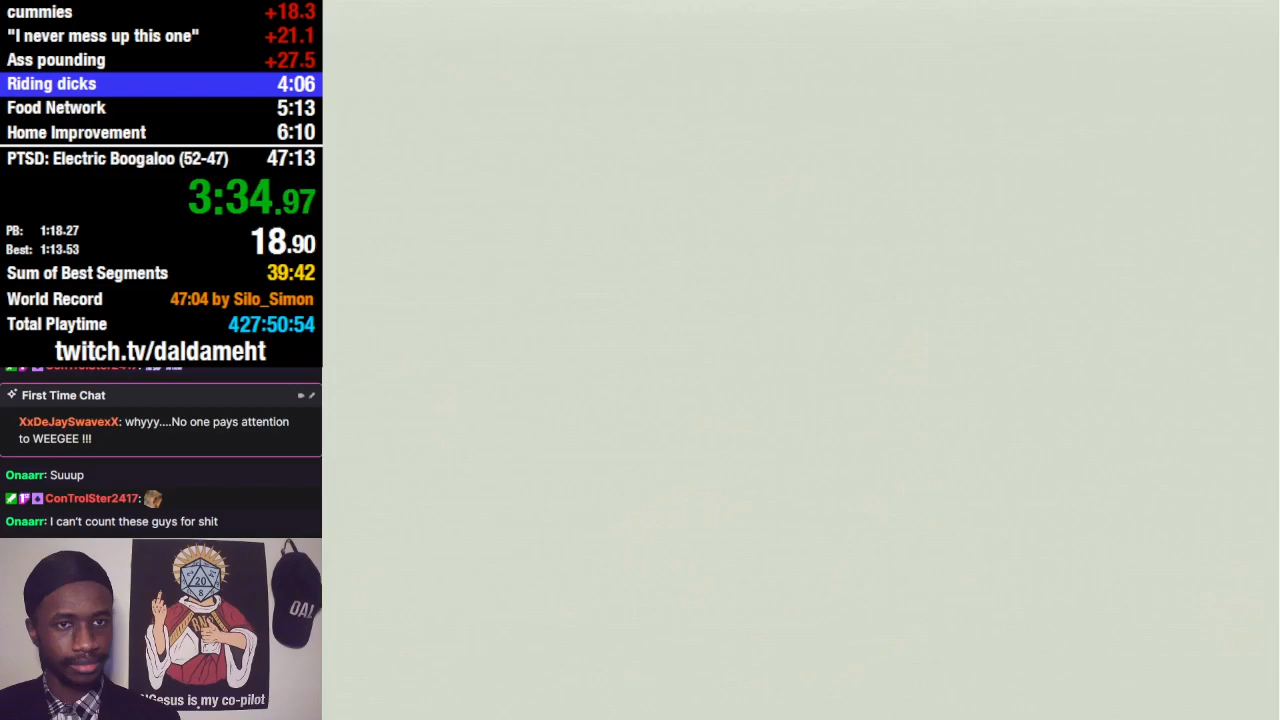 cummies +18.3
"I never mess up this one" +21.1
Ass pounding +27.5
Riding dicks 4:06
Food Network 5:13
Home Improvement 6:10
PTSD: Electric Boogaloo (52-47) 47:13
3:34.97
PB: 1:18.27
18.90
Best: 1:13.53
Sum of Best Segments 39:42
World Record 47:04 by Silo_Simon
Total Playtime 427:50:54
twitch.tv/daldameht
ConTrolSter2417:
First Time Chat
XxDeJaySwavexX: whyyy....No one pays attention
to WEEGEE !!!
Onaarr: Suuup
ConTrolSter2417:
Onaarr: I can't count these guys for shit
20
8
Gesus is my co-pilot